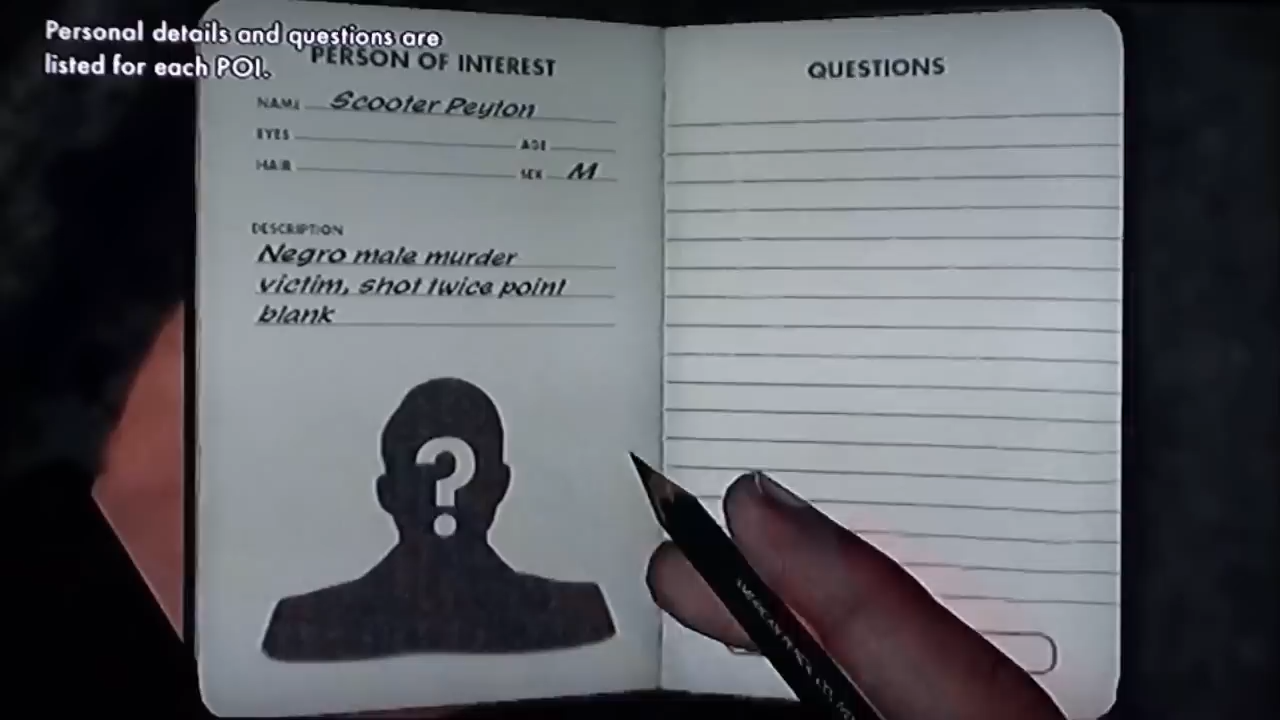 Personal details and questions are
listed for each POI.
PERSON OF INTEREST
NAME Scooter Peyton
EYES
AGE
HAIR
SEX M
DESCRIPTION
Negro male murder
victim, shot twice point
blank
QUESTIONS